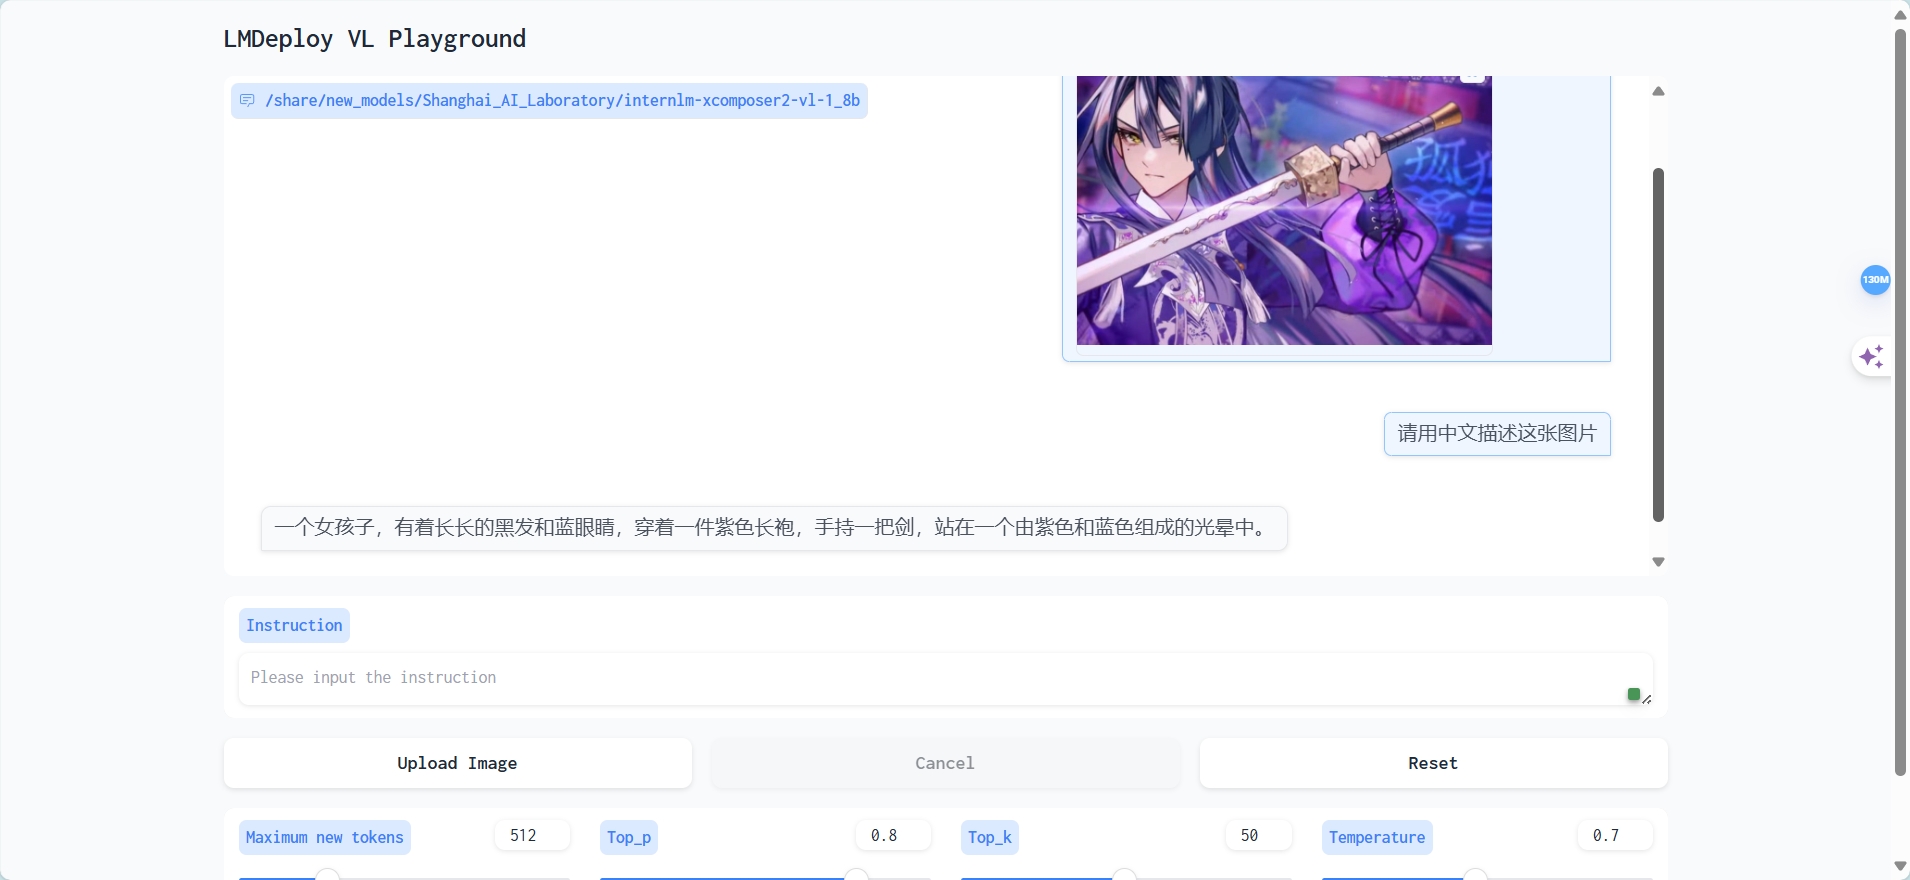 LMDeploy VL Playground
/share/new_models/Shanghai_AI_Laboratory/internlm-xcomposer2-vl-1_8b
孤独
请用中文描述这张图片
一个女孩子，有着长长的黑发和蓝眼睛，穿着一件紫色长袍，手持一把剑，站在一个由紫色和蓝色组成的光晕中。
130M
Instruction
Please input the instruction
Upload Image
Cancel
Reset
Maximum new tokens
512
Top_p
0.8
Top_k
50
Temperature
0.7